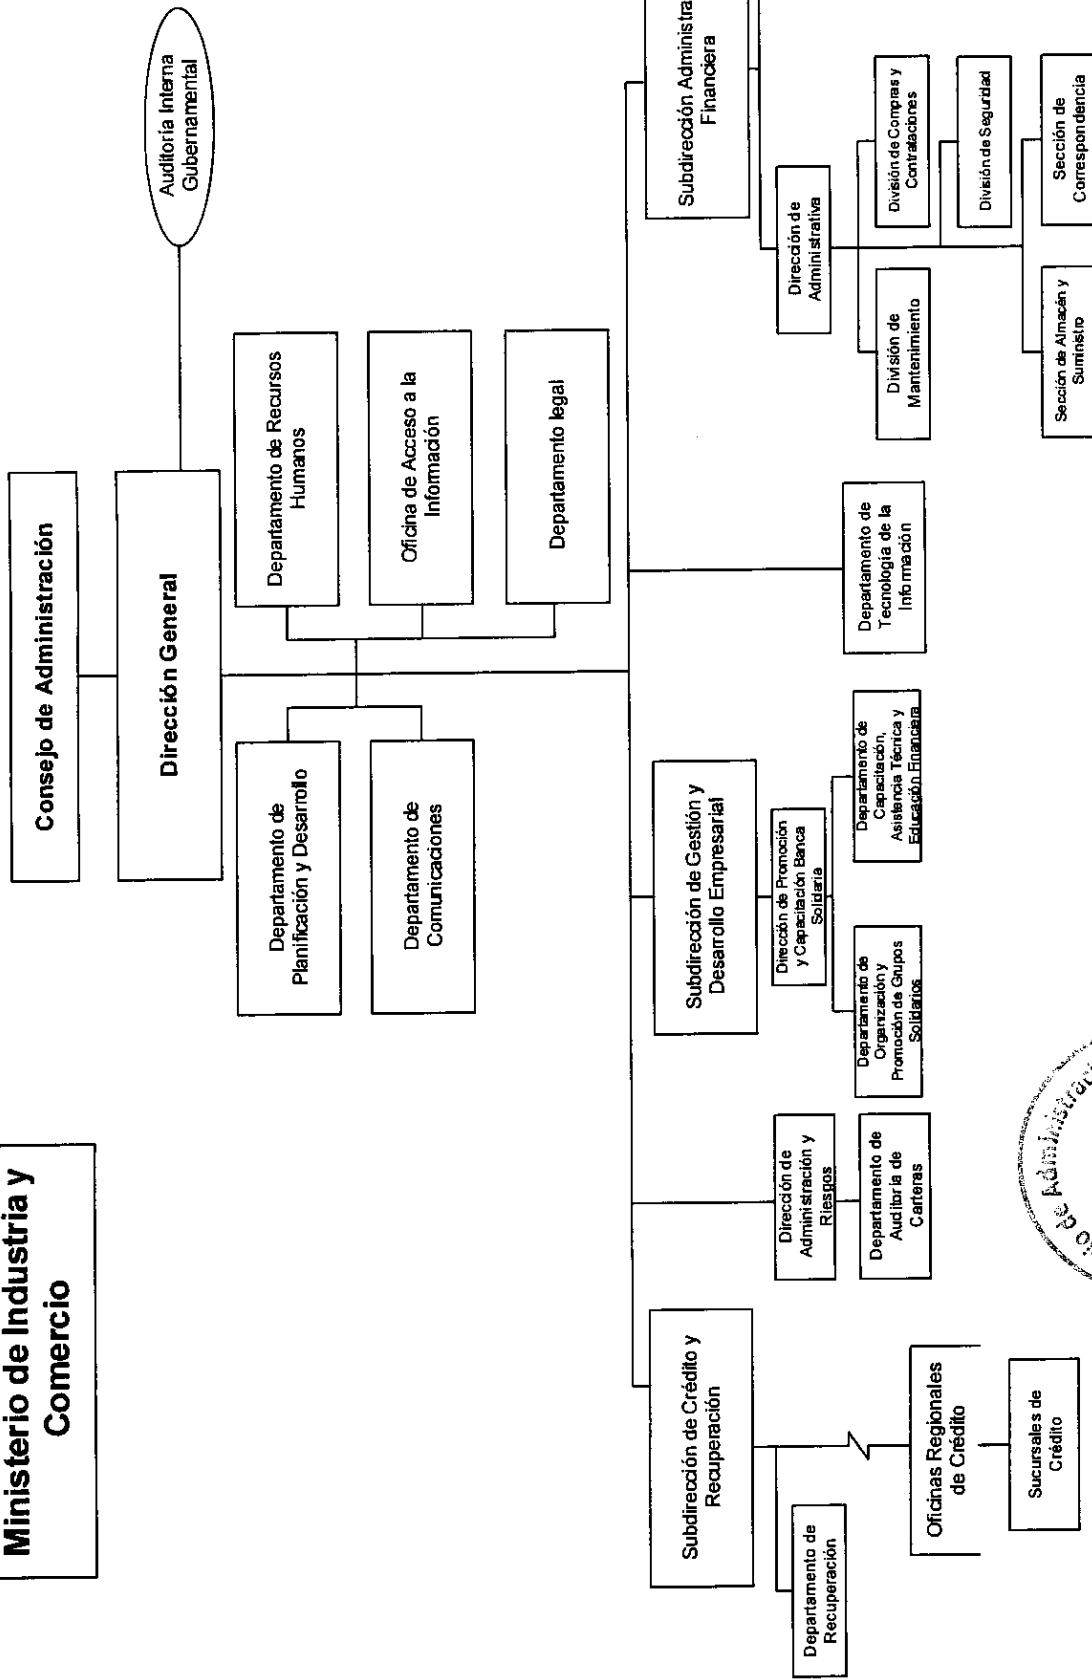 Ministerio de Industria y
Comercio
Consejo de Administración
Dirección General
Auditoría Interna
Gubernamental
Departamento de
Planificación y Desarrollo
Departamento de Recursos
Humanos
Departamento de
Comunicaciones
Oficina de Acceso a la
Información
Departamento legal
Subdirección de Crédito y
Recuperación
Subdirección de Gestión y
Desarrollo Empresarial
Subdirección Administra
Financiera
Departamento de
Recuperación
Oficinas Regionales
de Crédito
Sucursales de
Crédito
Dirección de
Administración y
Riesgos
Departamento de
Auditoría de
Carteras
Dirección de Promoción
y Capacitación Banca
Solidaria
Departamento de
Organización y
Promoción de Grupos
Solidarios
Departamento de
Capacitación,
Asistencia Técnica y
Educación Financiera
Departamento de
Tecnología de la
Información
Dirección de
Administrativa
División de
Mantenimiento
División de Compras y
Contrataciones
División de Seguridad
Sección de Almacén y
Suministro
Sección de
Correspondencia
io de Administrac